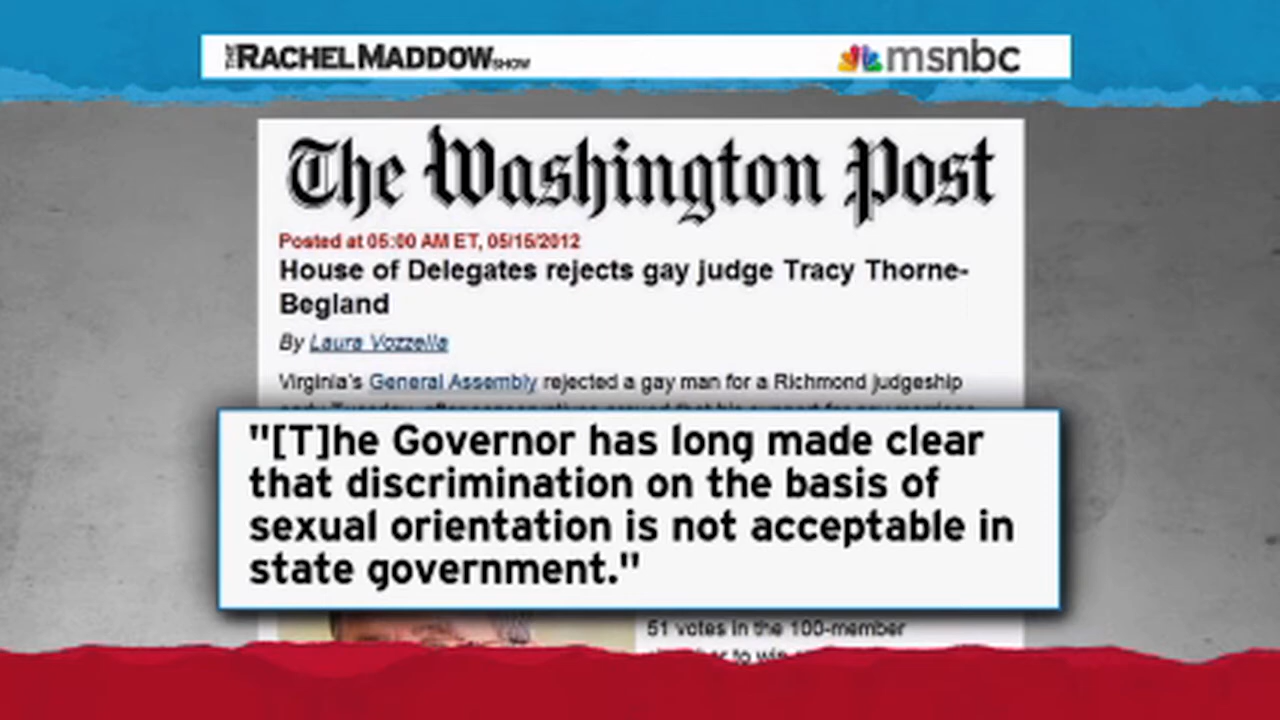 THE RACHEL MADDOW SHOW
msnbc
The Washington Post
Posted at 05:00 AM ET, 05/15/2012
House of Delegates rejects gay judge Tracy Thorne-
Begland
By Laura Vozzella
Virginia's General Assembly rejected a gay man for a Richmond judgeship
"[T]he Governor has long made clear
that discrimination on the basis of
sexual orientation is not acceptable in
state government."
51 votes in the 100-member
to win